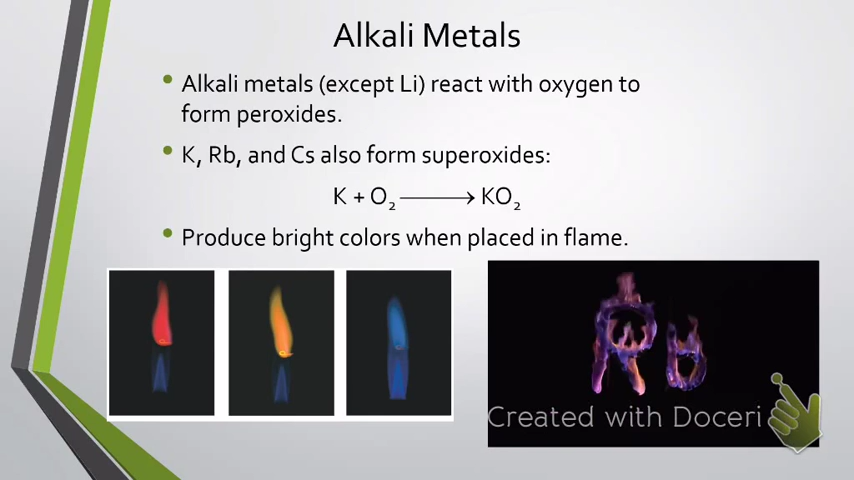 Alkali Metals
Alkali metals (except Li) react with oxygen to
form peroxides.
K, Rb, and Cs also form superoxides:
K + O₂ ⟶ KO₂
Produce bright colors when placed in flame.
Rb
Created with Doceri